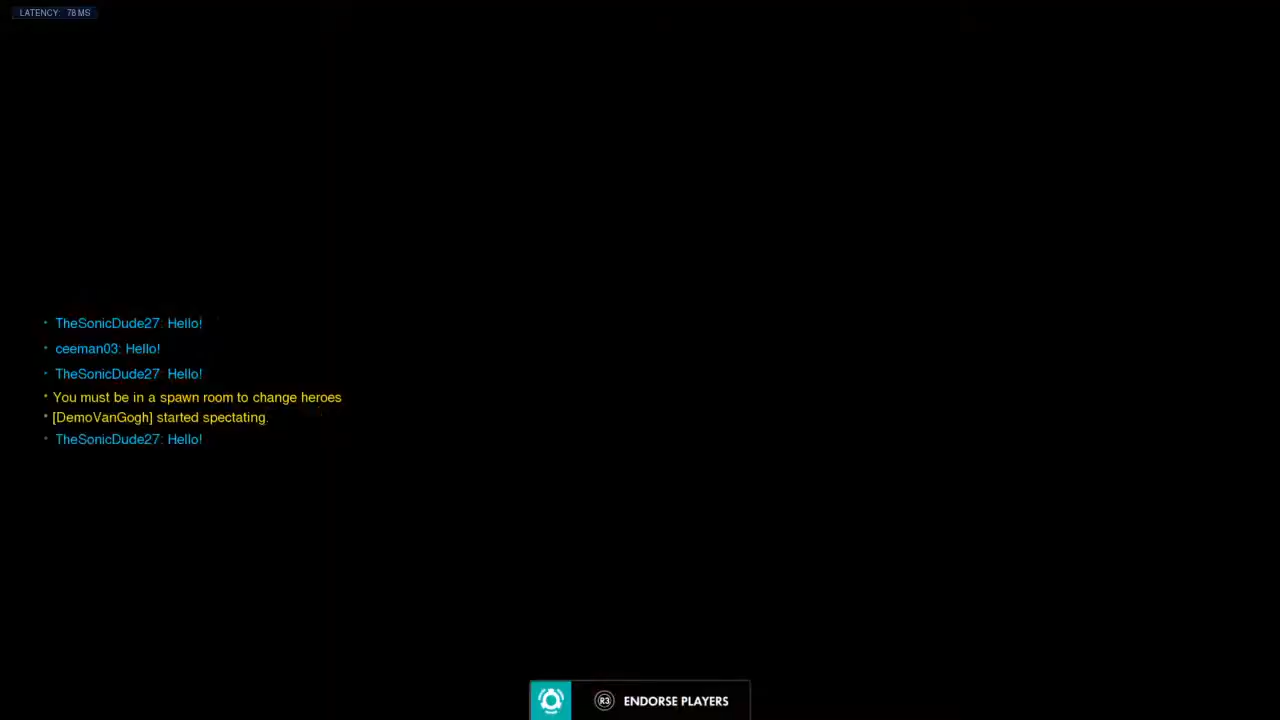 LATENCY: 78 MS
• TheSonicDude27: Hello!
• ceeman03: Hello!
• TheSonicDude27: Hello!
• You must be in a spawn room to change heroes
• [DemoVanGogh] started spectating.
• TheSonicDude27: Hello!
R3 ENDORSE PLAYERS